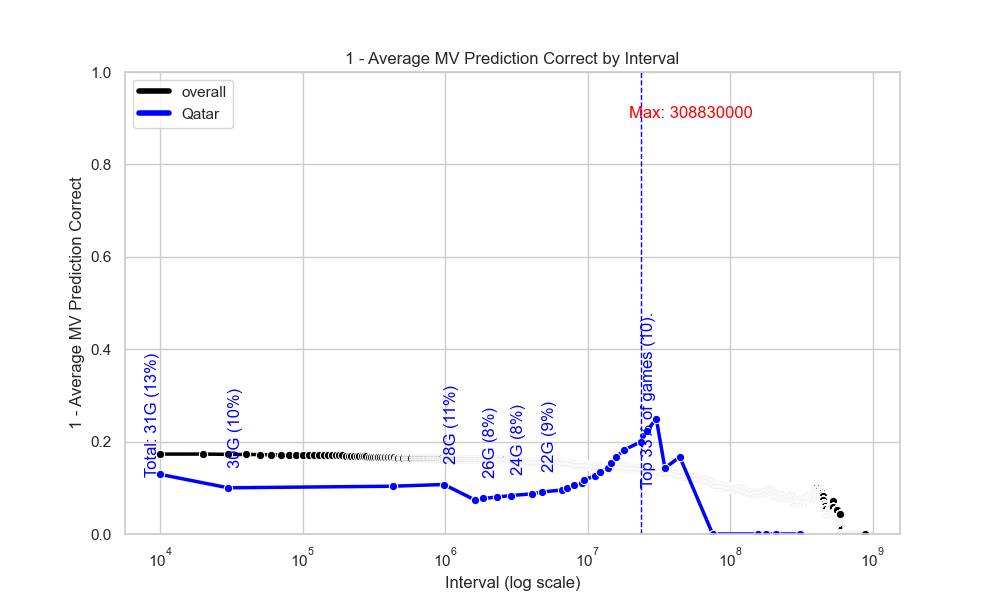 1 - Average MV Prediction Correct by Interval
overall
Qatar
Max: 308830000
1 - Average MV Prediction Correct
1.0
0.8
0.6
0.4
0.2
0.0
Total: 31G (13%)
30G (10%)
28G (11%)
26G (8%)
24G (8%)
22G (9%)
Top 33% of games (10).
10^4
10^5
10^6
10^7
10^8
10^9
Interval (log scale)